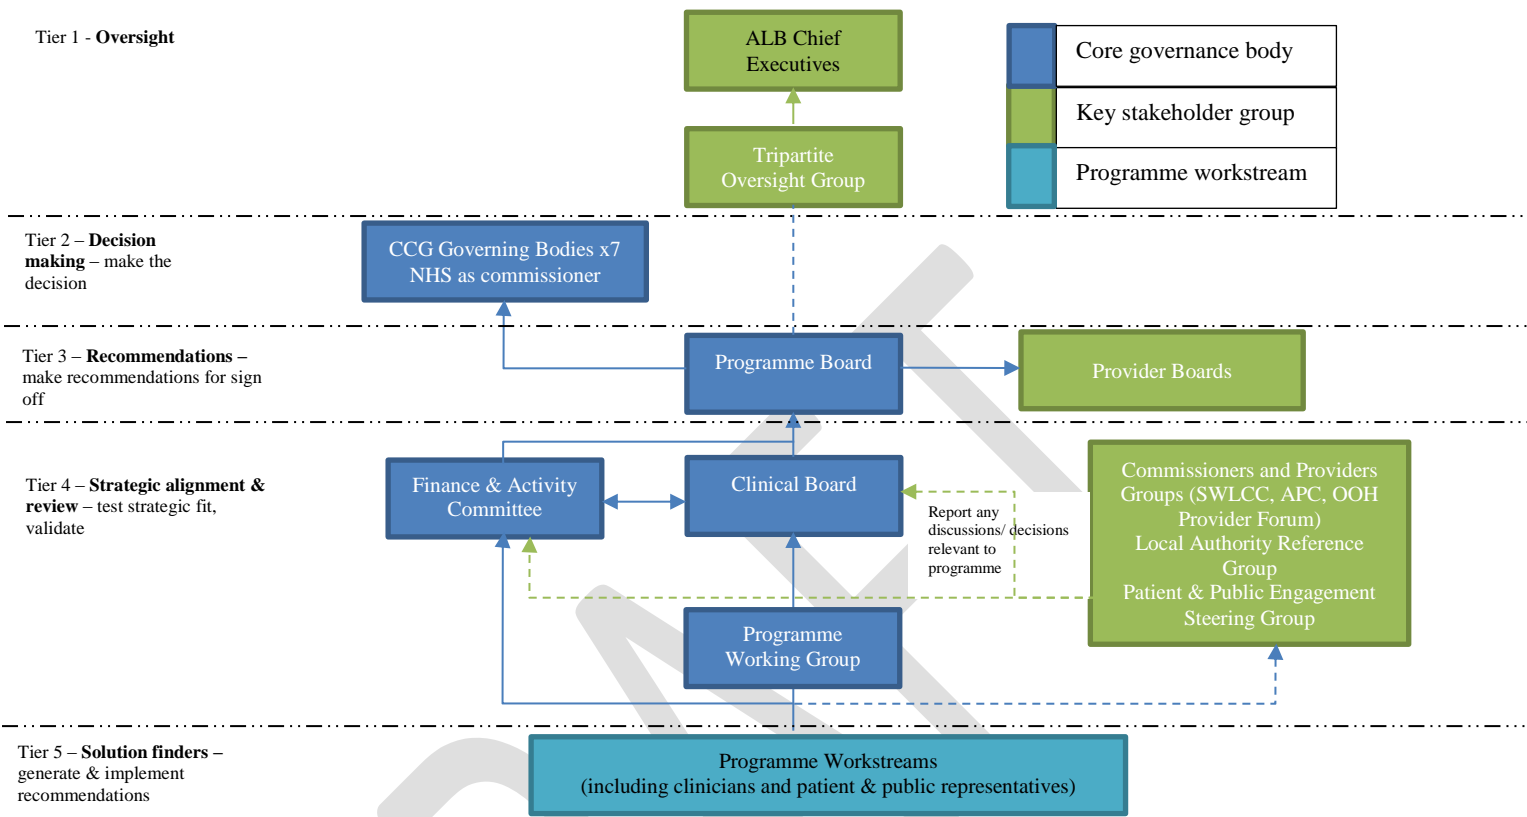 Tier 1 - Oversight
ALB Chief
Executives
Core governance body
Key stakeholder group
Programme workstream
Tripartite
Oversight Group
Tier 2 – Decision
making – make the
decision
CCG Governing Bodies x7
NHS as commissioner
Tier 3 – Recommendations –
make recommendations for sign
off
Programme Board
Provider Boards
Tier 4 – Strategic alignment &
review – test strategic fit,
validate
Finance & Activity
Committee
Clinical Board
Report any
discussions/ decisions
relevant to
programme
Commissioners and Providers
Groups (SWLCC, APC, OOH
Provider Forum)
Local Authority Reference
Group
Patient & Public Engagement
Steering Group
Programme
Working Group
Tier 5 – Solution finders –
generate & implement
recommendations
Programme Workstreams
(including clinicians and patient & public representatives)